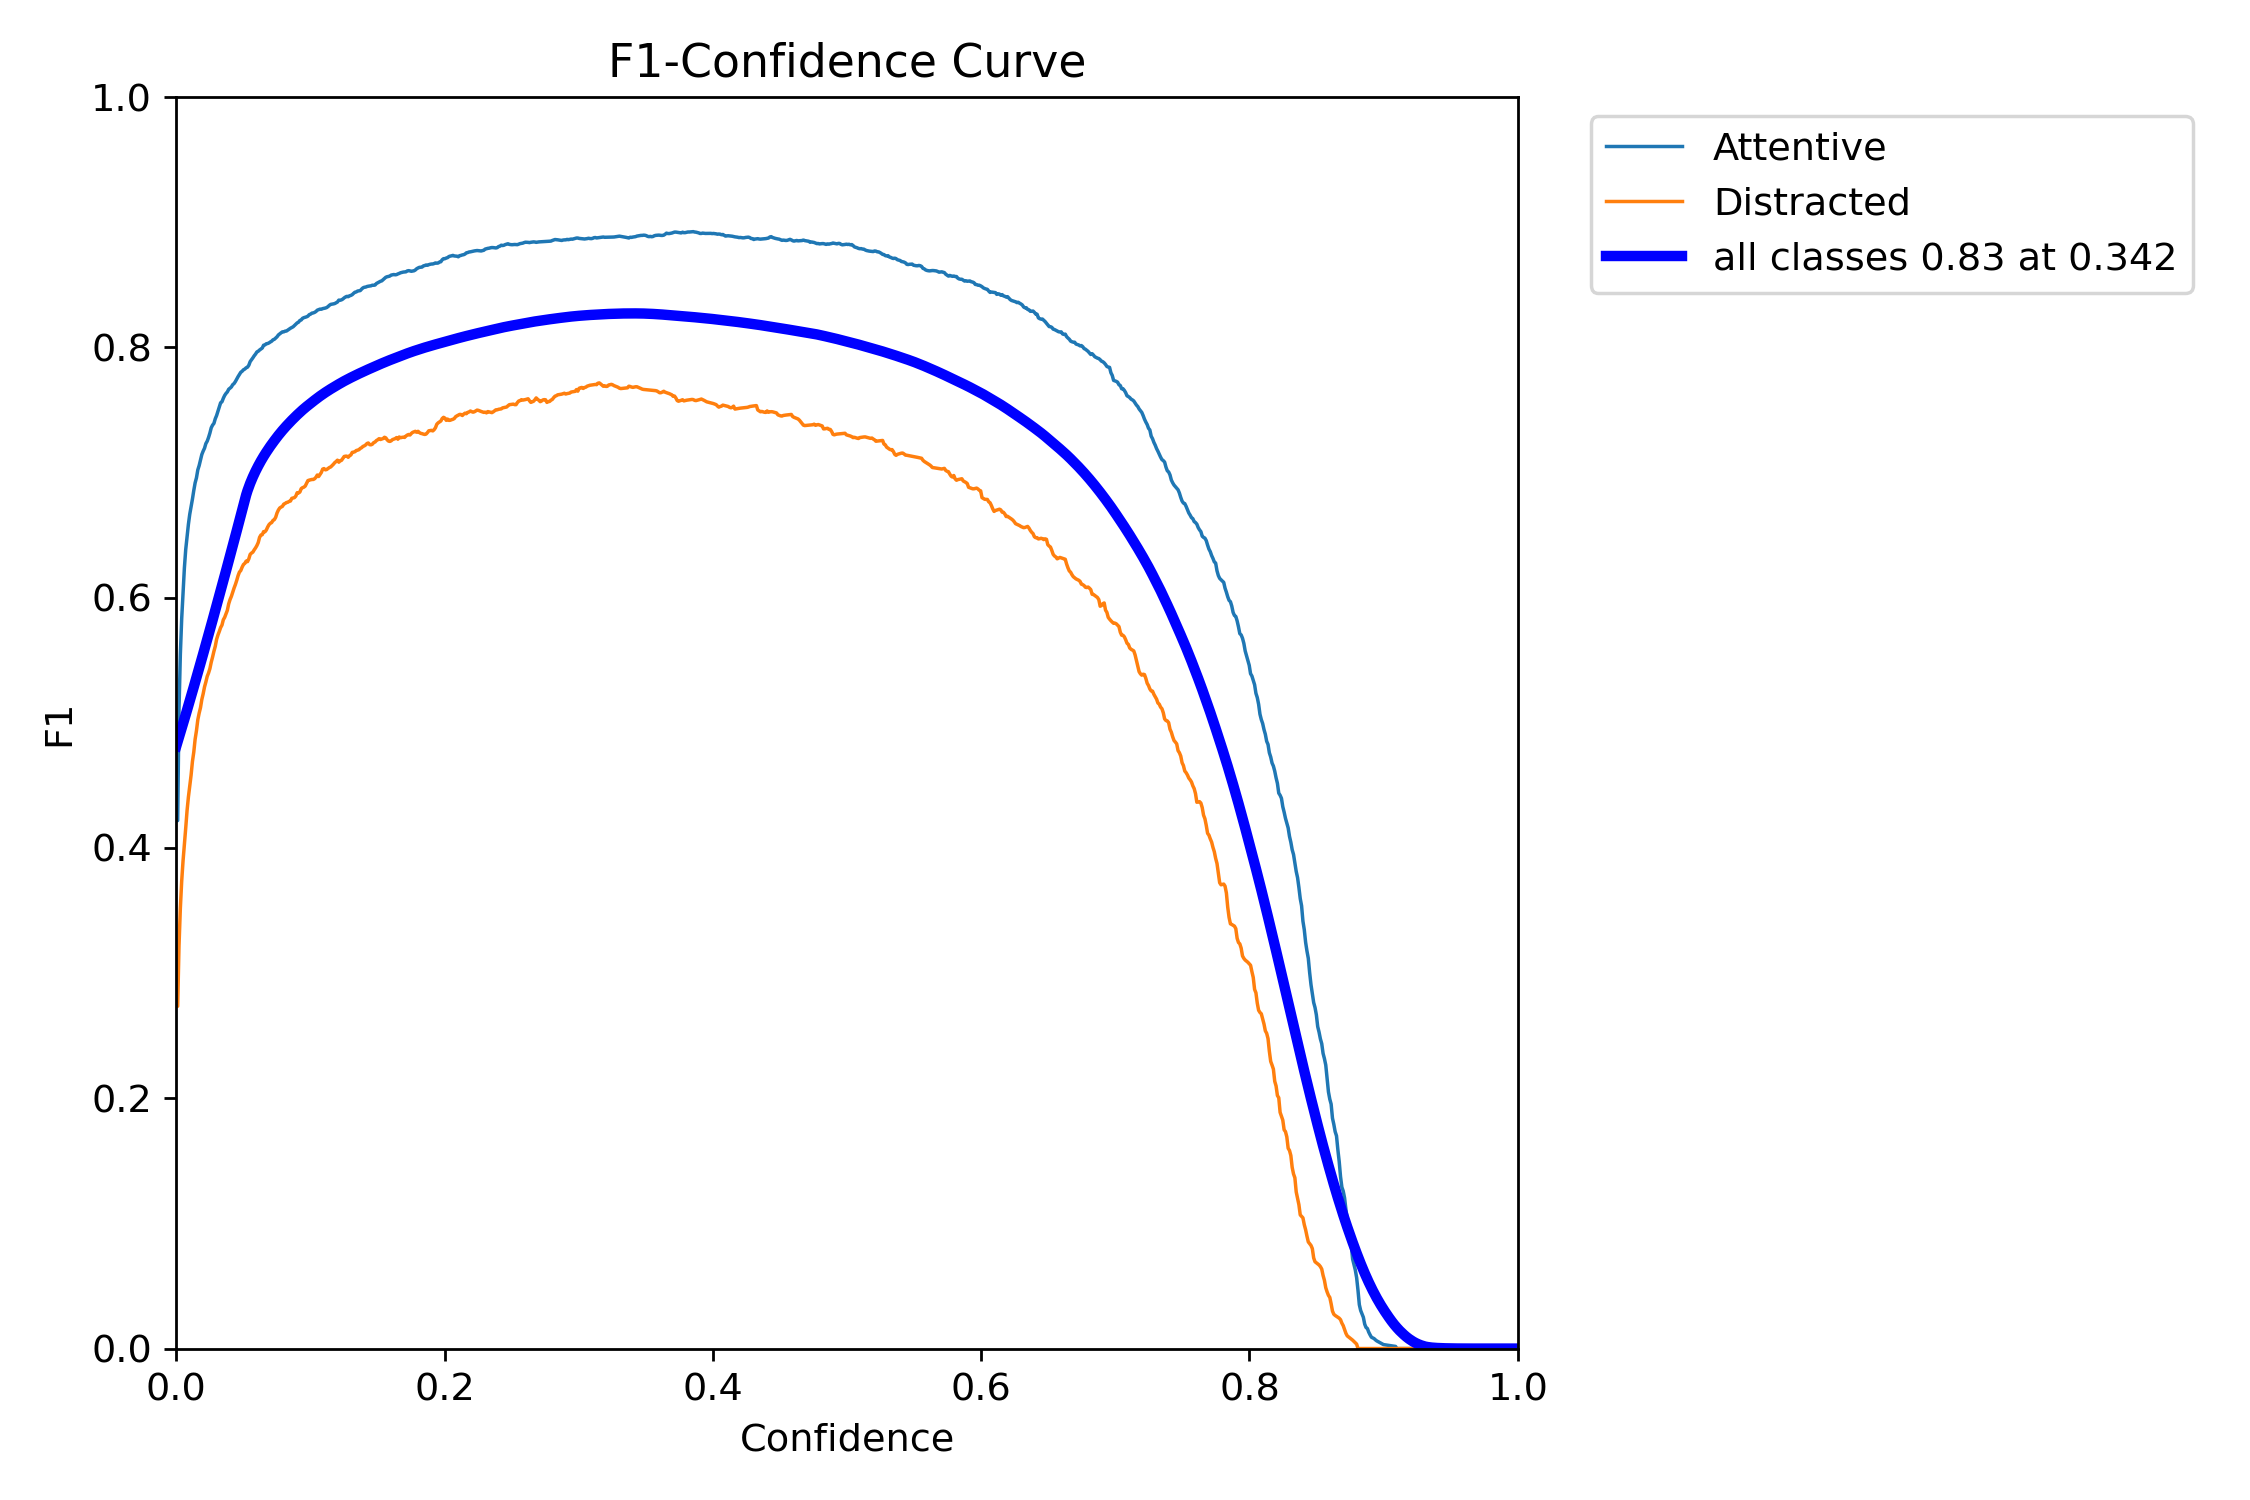 F1-Confidence Curve
Attentive
Distracted
all classes 0.83 at 0.342
1.0
0.8
0.6
0.4
0.2
0.0
F1
0.0 0.2 0.4 0.6 0.8 1.0
Confidence